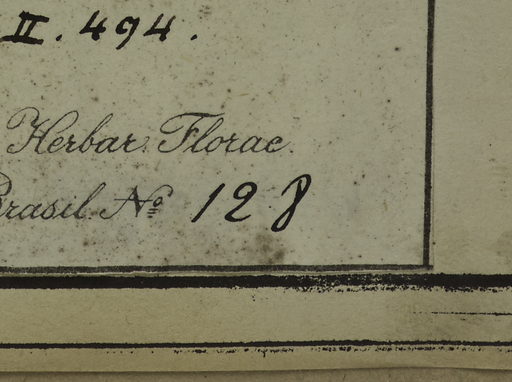 II. 494.
Herbar. Florae
Brasil. No 128